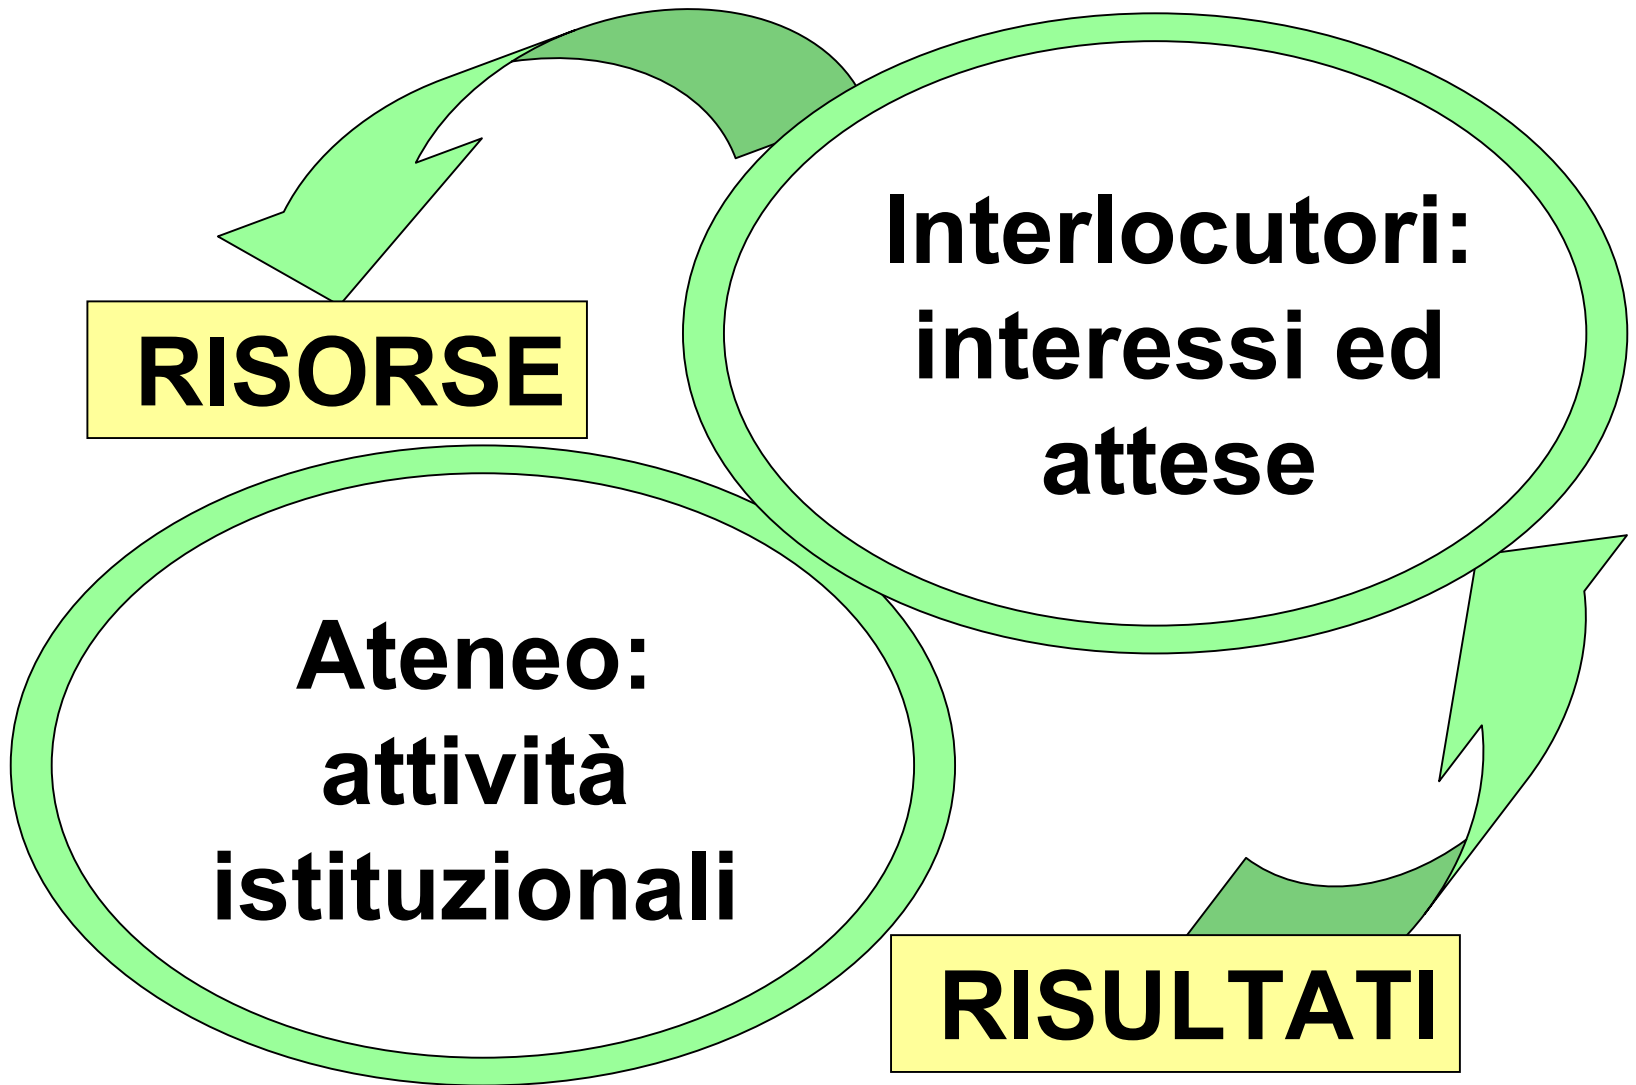 Interlocutori:
interessi ed
attese
RISORSE
Ateneo:
attività
istituzionali
RISULTATI